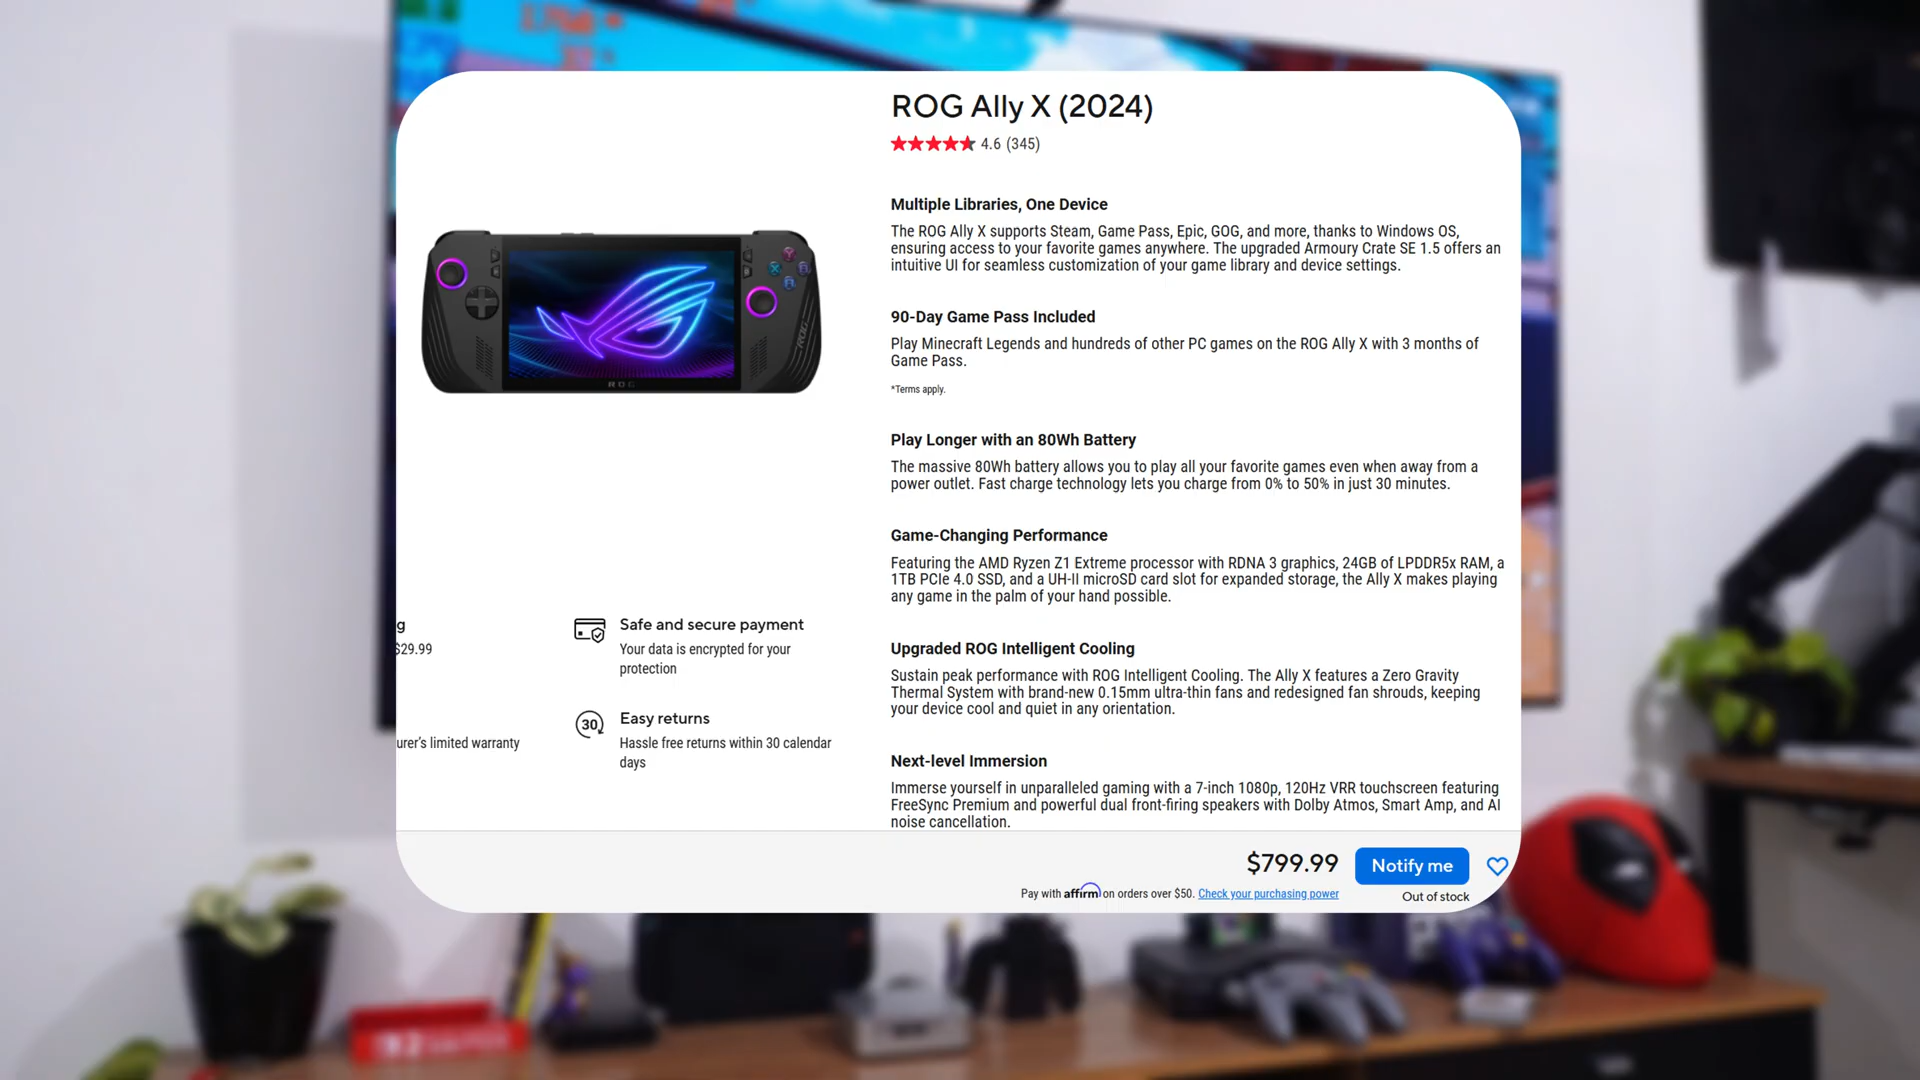 ROG Ally X (2024)
4.6 (345)
Multiple Libraries, One Device
The ROG Ally X supports Steam, Game Pass, Epic, GOG, and more, thanks to Windows OS,
ensuring access to your favorite games anywhere. The upgraded Armoury Crate SE 1.5 offers an
intuitive UI for seamless customization of your game library and device settings.
90-Day Game Pass Included
Play Minecraft Legends and hundreds of other PC games on the ROG Ally X with 3 months of
Game Pass.
*Terms apply.
Play Longer with an 80Wh Battery
The massive 80Wh battery allows you to play all your favorite games even when away from a
power outlet. Fast charge technology lets you charge from 0% to 50% in just 30 minutes.
Game-Changing Performance
Featuring the AMD Ryzen Z1 Extreme processor with RDNA 3 graphics, 24GB of LPDDR5x RAM, a
1TB PCIe 4.0 SSD, and a UH-II microSD card slot for expanded storage, the Ally X makes playing
any game in the palm of your hand possible.
Upgraded ROG Intelligent Cooling
Sustain peak performance with ROG Intelligent Cooling. The Ally X features a Zero Gravity
Thermal System with brand-new 0.15mm ultra-thin fans and redesigned fan shrouds, keeping
your device cool and quiet in any orientation.
Next-level Immersion
Immerse yourself in unparalleled gaming with a 7-inch 1080p, 120Hz VRR touchscreen featuring
FreeSync Premium and powerful dual front-firing speakers with Dolby Atmos, Smart Amp, and AI
noise cancellation.
ROG
ROG
g
$29.99
Safe and secure payment
Your data is encrypted for your
protection
urer's limited warranty
30
Easy returns
Hassle free returns within 30 calendar
days
$799.99
Notify me
Pay with affirm on orders over $50. Check your purchasing power
Out of stock